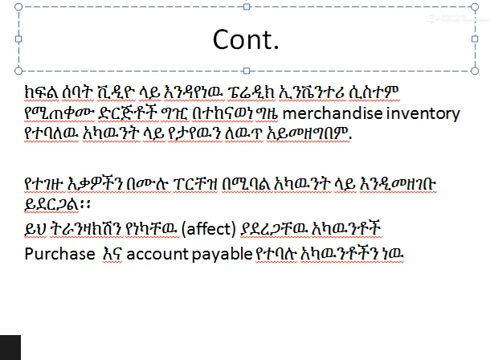 Cont.
ክፍል ሰባት ቪዲዮ ላይ እንዳየነዉ ፔሬዲክ ኢንቬንተሪ ሲስተም
የሚጠቀሙ ድርጅቶች ግዢ በተከናወነ ግዜ merchandise inventory
የተባለዉ አካዉንት ላይ የታየዉን ለዉጥ አይመዘግበም.
የተገዙ እቃዎችን በሙሉ ፐርቸዝ በሚባል አካዉንት ላይ እንዲመዘገቡ
ይደርጋል፡፡
ይህ ትራንዛክሽን የነካቸዉ (affect) ያደረጋቸዉ አካዉንቶች
Purchase እና account payable የተባሉ አካዉንቶችን ነዉ